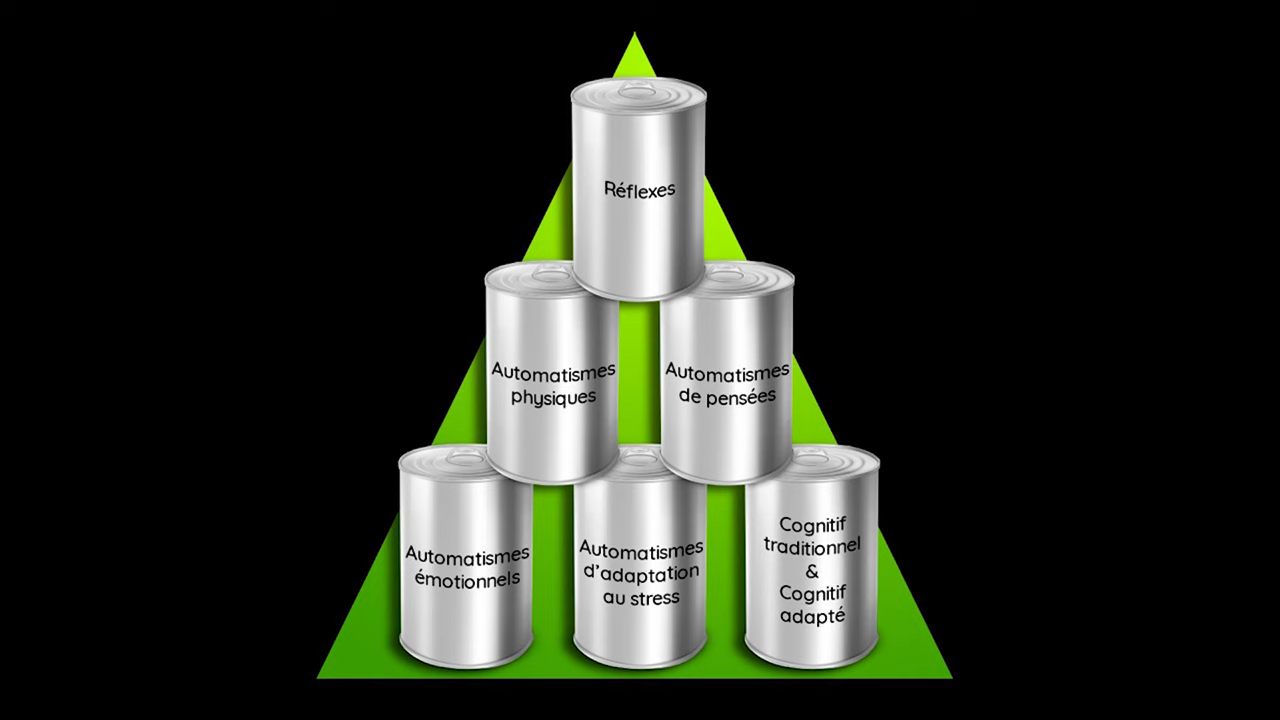 Réflexes
Automatismes
physiques
Automatismes
de pensées
Automatismes
émotionnels
Automatismes
d'adaptation
au stress
Cognitif
traditionnel
&
Cognitif
adapté